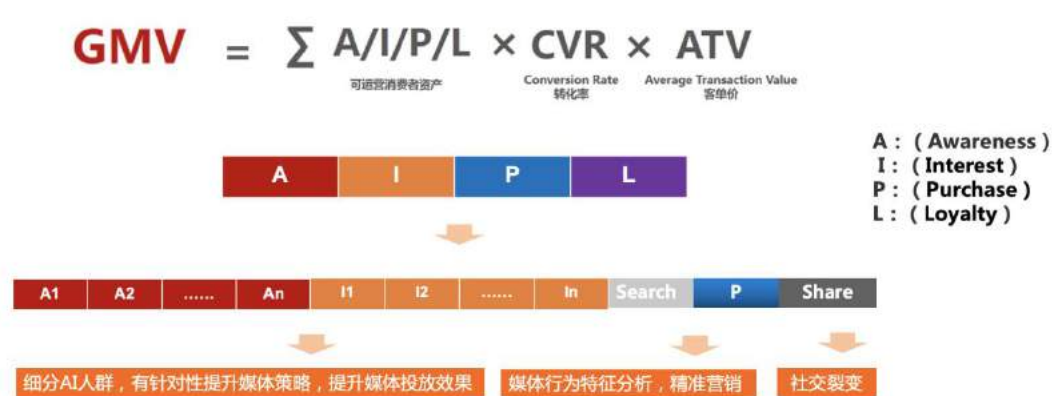 GMV = ∑ A/I/P/L × CVR × ATV
可运营消费者资产
Conversion Rate
转化率
Average Transaction Value
客单价
A I P L
A：（Awareness）
I：（Interest）
P：（Purchase）
L：（Loyalty）
A1 A2 …… An I1 I2 …… In Search P Share
细分AI人群，有针对性提升媒体策略，提升媒体投放效果
媒体行为特征分析，精准营销
社交裂变